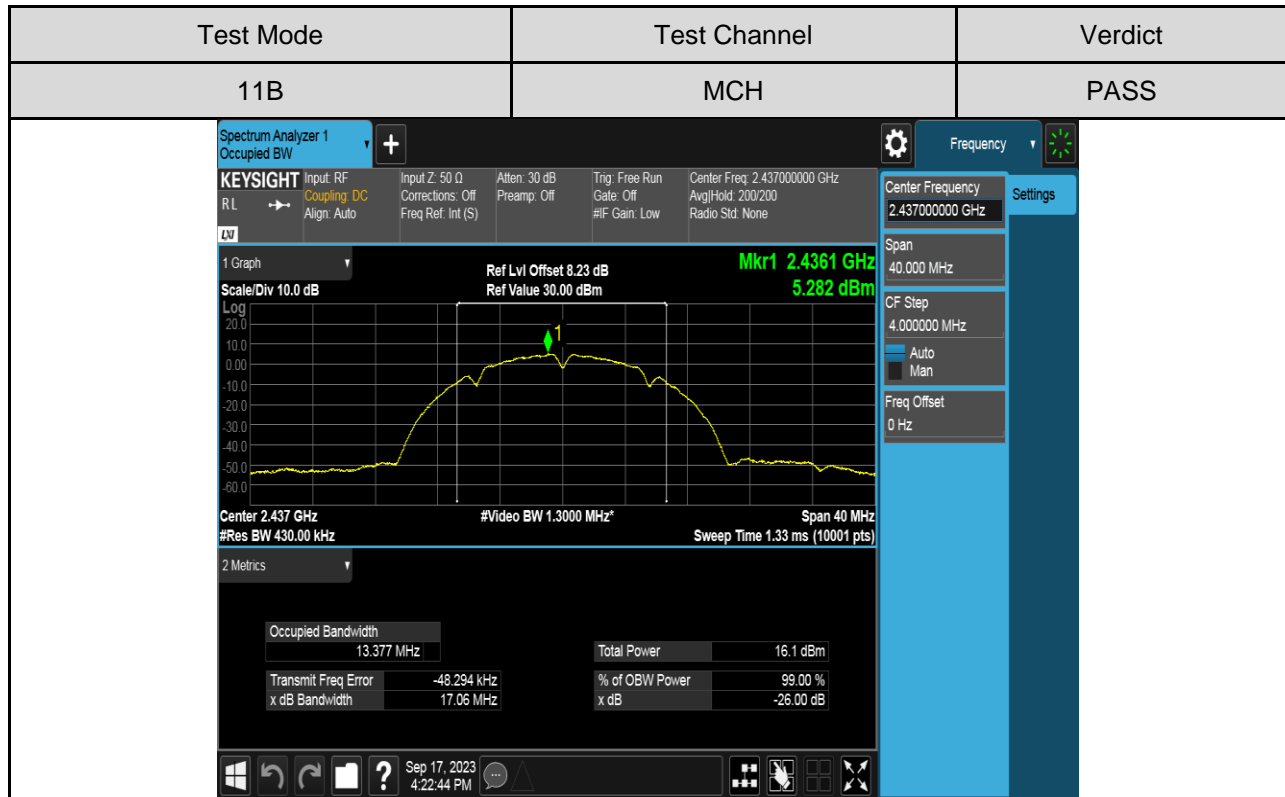 Test Mode Test Channel Verdict
11B MCH PASS
Spectrum Analyzer 1
Occupied BW
+
Frequency
KEYSIGHT
R L
LXI
Input: RF
Coupling: DC
Align: Auto
Input Z: 50 Ω
Corrections: Off
Freq Ref: Int (S)
Atten: 30 dB
Preamp: Off
Trig: Free Run
Gate: Off
#IF Gain: Low
Center Freq: 2.437000000 GHz
Avg|Hold: 200/200
Radio Std: None
Center Frequency
2.437000000 GHz
Settings
Span
40.000 MHz
CF Step
4.000000 MHz
Auto
Man
Freq Offset
0 Hz
1 Graph
Scale/Div 10.0 dB
Ref Lvl Offset 8.23 dB
Ref Value 30.00 dBm
Mkr1 2.4361 GHz
5.282 dBm
Log
20.0
10.0
0.00
-10.0
-20.0
-30.0
-40.0
-50.0
-60.0
1
Center 2.437 GHz #Video BW 1.3000 MHz* Span 40 MHz
#Res BW 430.00 kHz Sweep Time 1.33 ms (10001 pts)
2 Metrics
Occupied Bandwidth
13.377 MHz
Total Power 16.1 dBm
Transmit Freq Error -48.294 kHz % of OBW Power 99.00 %
x dB Bandwidth 17.06 MHz x dB -26.00 dB
?
Sep 17, 2023
4:22:44 PM